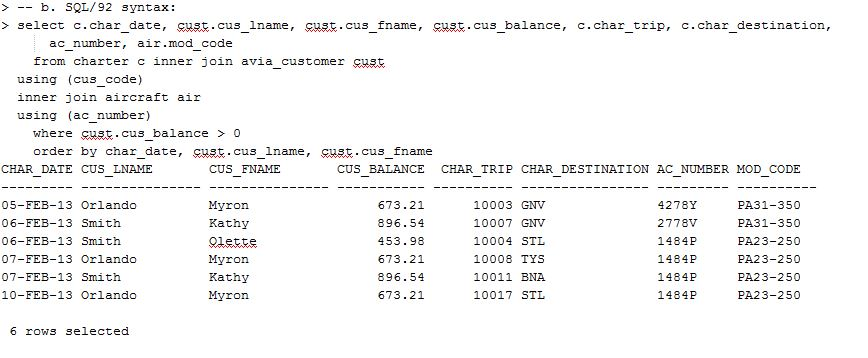 > -- b. SQL/92 syntax:
> select c.char_date, cust.cus_lname, cust.cus_fname, cust.cus_balance, c.char_trip, c.char_destination,
ac_number, air.mod_code
from charter c inner join avia_customer cust
using (cus_code)
inner join aircraft air
using (ac_number)
where cust.cus_balance > 0
order by char_date, cust.cus_lname, cust.cus_fname
CHAR_DATE CUS_LNAME CUS_FNAME CUS_BALANCE CHAR_TRIP CHAR_DESTINATION AC_NUMBER MOD_CODE
--------- --------------- --------------- ----------- ---------- ---------------- --------- ----------
05-FEB-13 Orlando Myron 673.21 10003 GNV 4278Y PA31-350
06-FEB-13 Smith Kathy 896.54 10007 GNV 2778V PA31-350
06-FEB-13 Smith Olette 453.98 10004 STL 1484P PA23-250
07-FEB-13 Orlando Myron 673.21 10008 TYS 1484P PA23-250
07-FEB-13 Smith Kathy 896.54 10011 BNA 1484P PA23-250
10-FEB-13 Orlando Myron 673.21 10017 STL 1484P PA23-250
6 rows selected